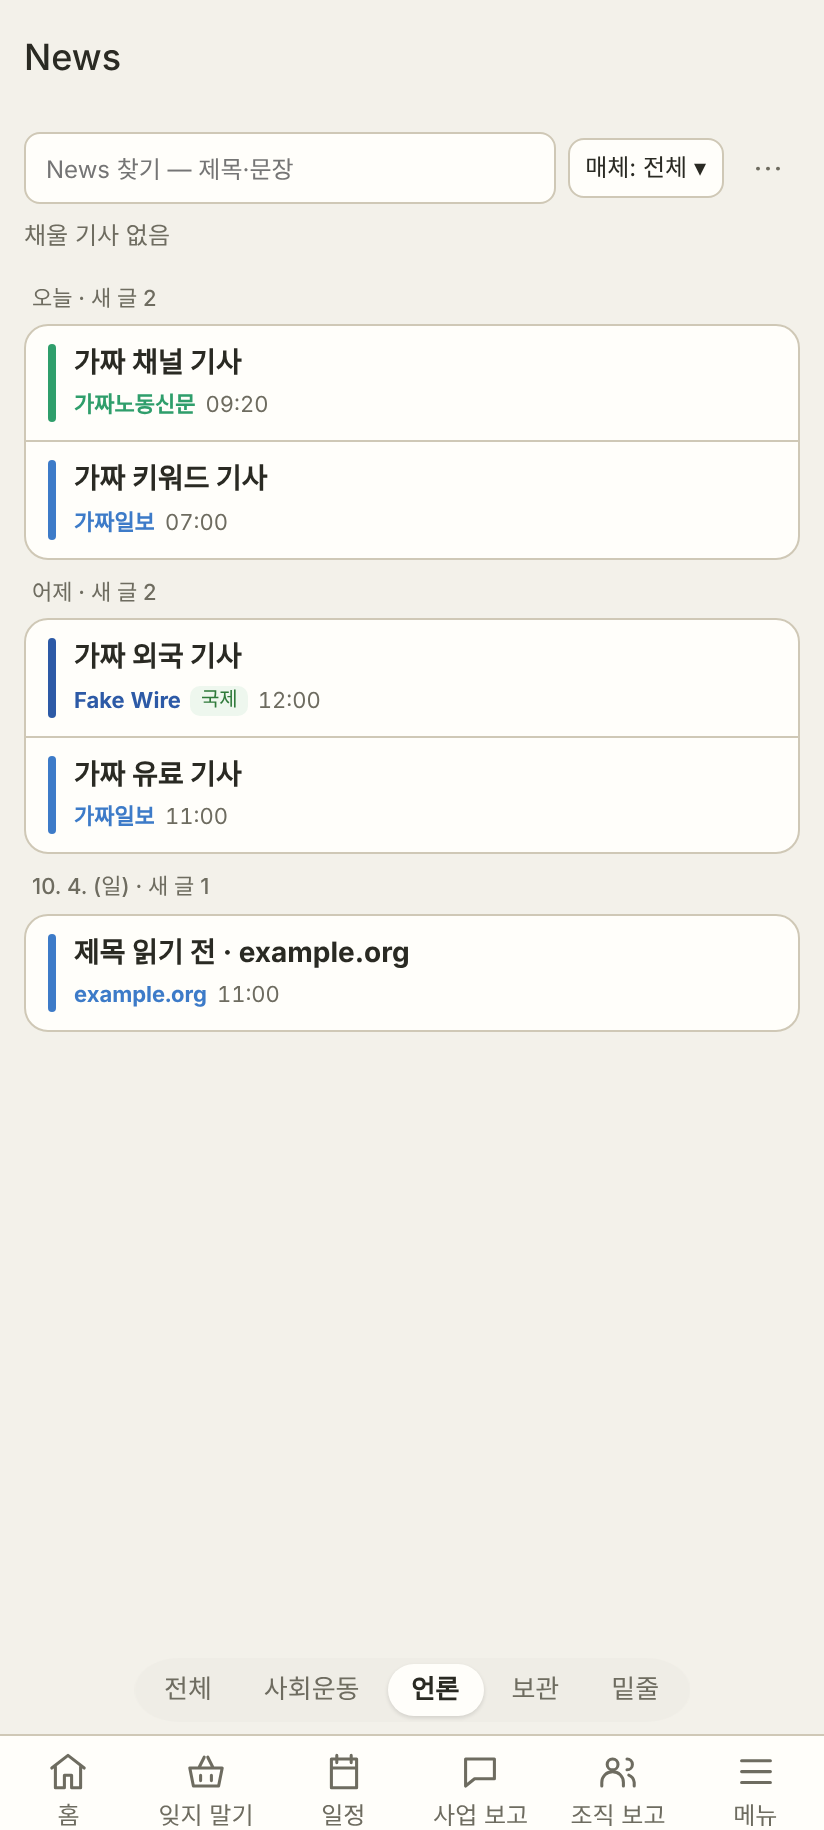 News
News 찾기 — 제목·문장
매체: 전체 ▾
···
채울 기사 없음
오늘 · 새 글 2
가짜 채널 기사
가짜노동신문 09:20
가짜 키워드 기사
가짜일보 07:00
어제 · 새 글 2
가짜 외국 기사
Fake Wire 국제 12:00
가짜 유료 기사
가짜일보 11:00
10. 4. (일) · 새 글 1
제목 읽기 전 · example.org
example.org 11:00
전체 사회운동 언론 보관 밑줄
홈 잊지 말기 일정 사업 보고 조직 보고 메뉴